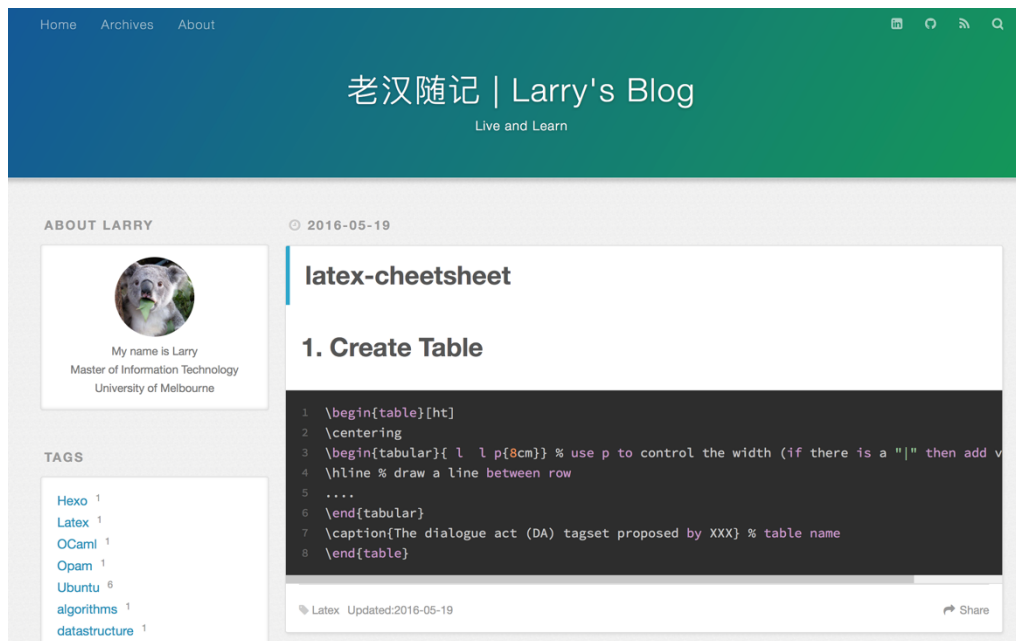 Home Archives About
老汉随记 | Larry's Blog
Live and Learn
ABOUT LARRY
My name is Larry
Master of Information Technology
University of Melbourne
TAGS
Hexo 1
Latex 1
OCaml 1
Opam 1
Ubuntu 6
algorithms 1
datastructure 1
2016-05-19
latex-cheetsheet
1. Create Table
1 \begin{table}[ht]
2 \centering
3 \begin{tabular}{ l  l p{8cm}} % use p to control the width (if there is a "|" then add v
4 \hline % draw a line between row
5 ....
6 \end{tabular}
7 \caption{The dialogue act (DA) tagset proposed by XXX} % table name
8 \end{table}
Latex Updated:2016-05-19
Share